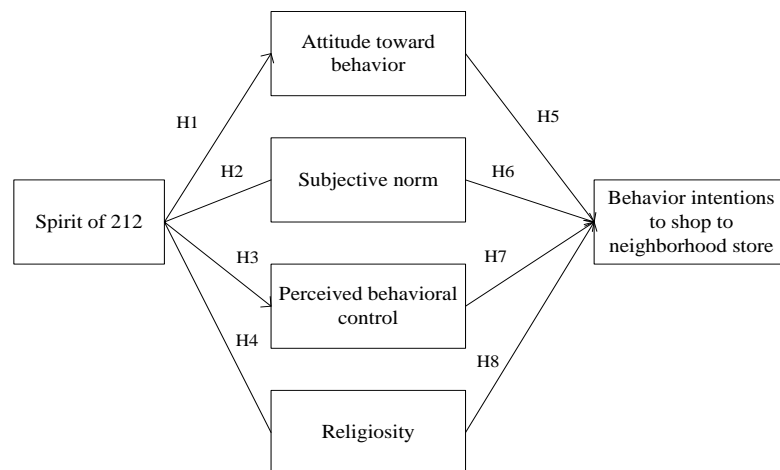 Attitude toward
behavior
H1
H5
H2
Subjective norm
H6
Spirit of 212
Behavior intentions
to shop to
neighborhood store
H3
Perceived behavioral
control
H7
H4
Religiosity
H8